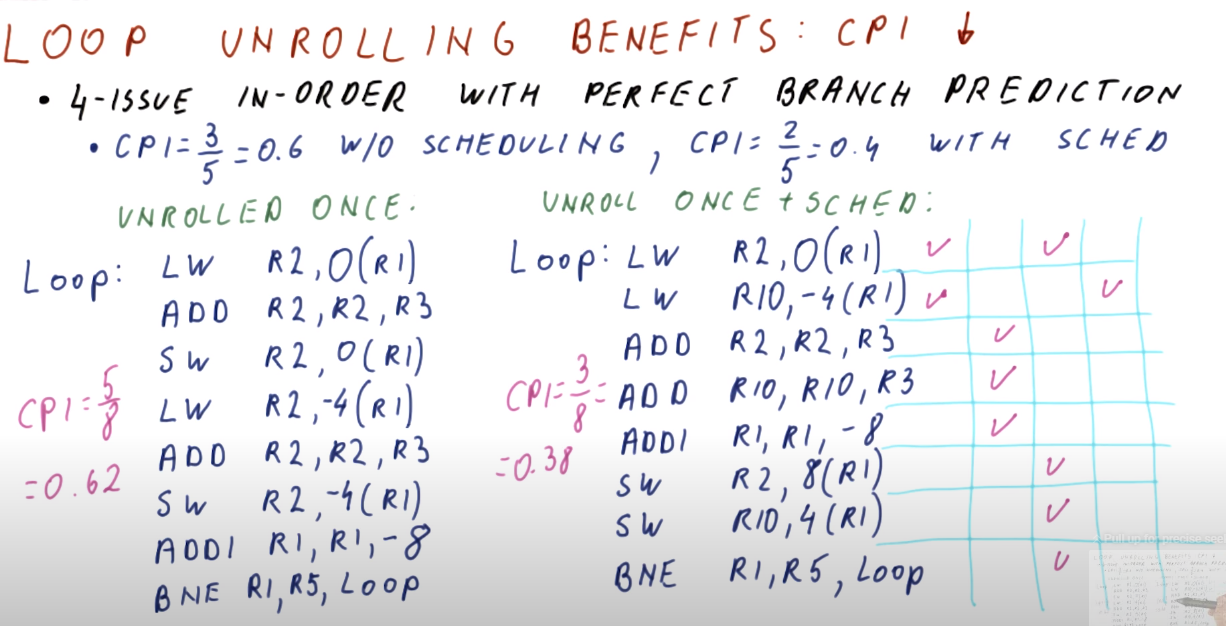 LOOP UNROLLING BENEFITS: CPI ↓
• 4-ISSUE IN-ORDER WITH PERFECT BRANCH PREDICTION
• CPI = 3/5 = 0.6 W/O SCHEDULING, CPI = 2/5 = 0.4 WITH SCHED
UNROLLED ONCE:
Loop: LW R2, 0(R1)
ADD R2, R2, R3
SW R2, 0(R1)
LW R2, -4(R1)
ADD R2, R2, R3
SW R2, -4(R1)
ADDI R1, R1, -8
BNE R1, R5, Loop
CPI = 5/8
= 0.62
UNROLL ONCE + SCHED:
Loop: LW R2, 0(R1) ✓ ✓
LW R10, -4(R1) ✓ ✓
ADD R2, R2, R3 ✓
ADD R10, R10, R3 ✓
ADDI R1, R1, -8 ✓
SW R2, 8(R1) ✓
SW R10, 4(R1) ✓
BNE R1, R5, Loop ✓
CPI = 3/8 =
= 0.38